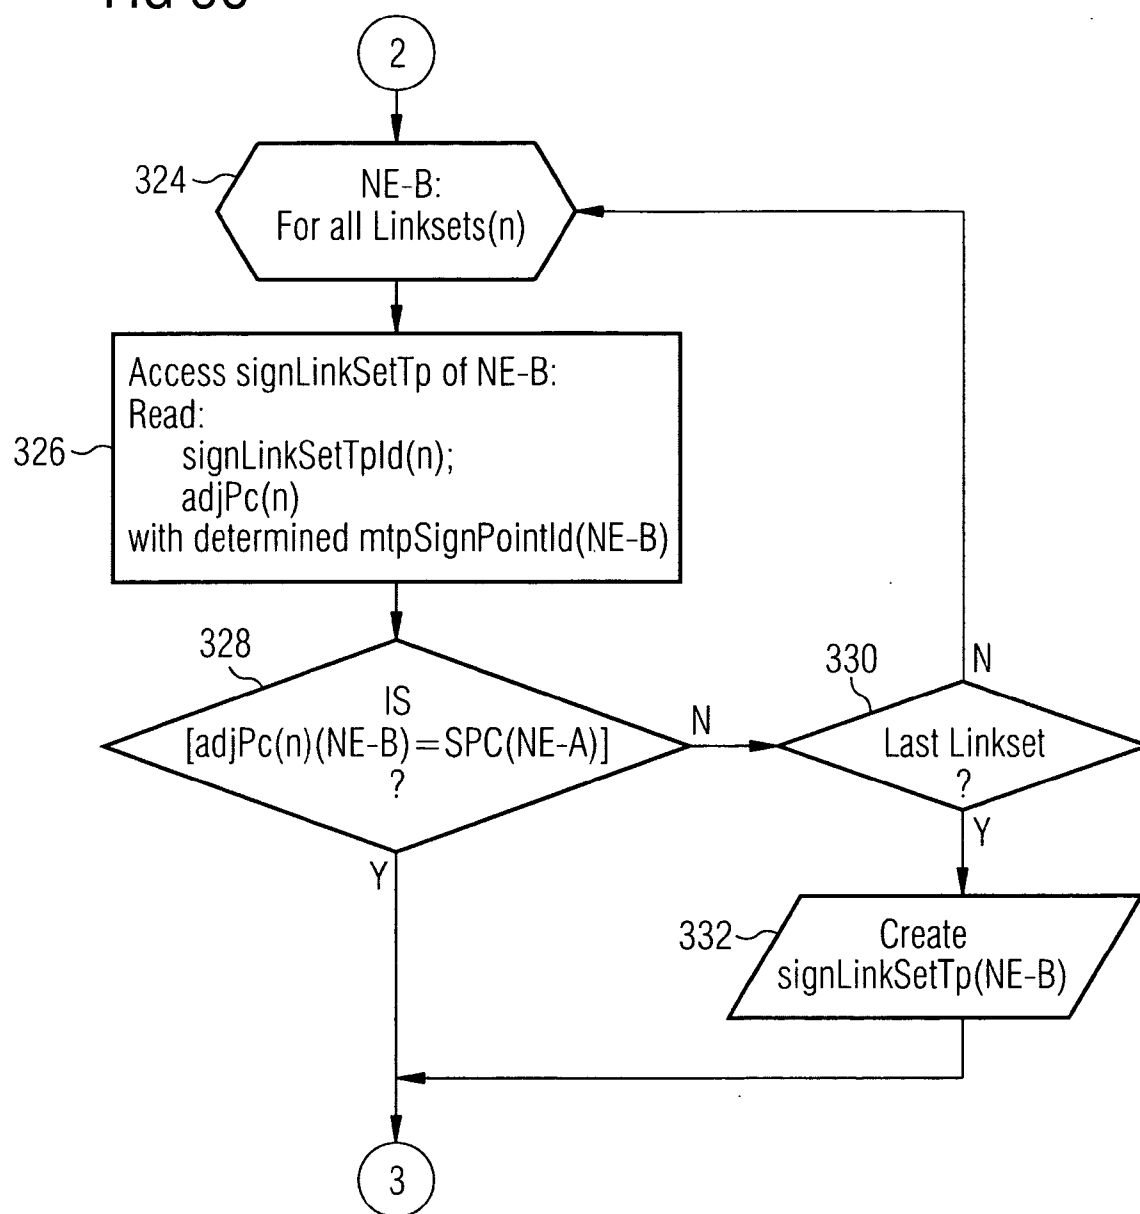 2
324
NE-B:
For all Linksets(n)
326
Access signLinkSetTp of NE-B:
Read:
signLinkSetTpId(n);
adjPc(n)
with determined mtpSignPointId(NE-B)
328
IS
[adjPc(n)(NE-B)=SPC(NE-A)]
?
N
Y
330
N
Last Linkset
?
Y
332
Create
signLinkSetTp(NE-B)
3